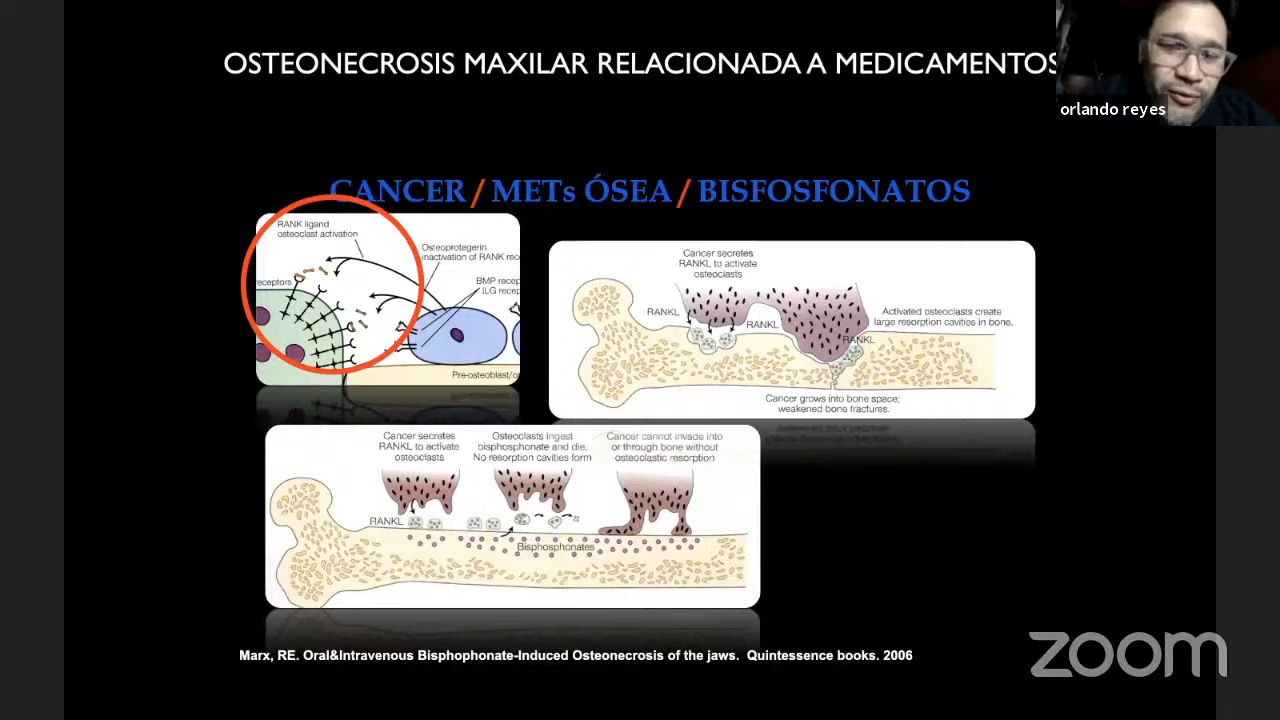 OSTEONECROSIS MAXILAR RELACIONADA A MEDICAMENTOS
orlando reyes
CANCER / METs ÓSEA / BISFOSFONATOS
RANK ligand
osteoclast activation
Osteoprotegerin
inactivation of RANK rec
eceptors
BMP recep
ILG recep
Pre-osteoblast/o
Cancer secretes
RANKL to activate
osteoclasts
RANKL
RANKL
RANKL
Activated osteoclasts create
large resorption cavities in bone.
Cancer grows into bone space;
weakened bone fractures.
Cancer secretes
RANKL to activate
osteoclasts
Osteoclasts ingest
bisphosphonate and die.
No resorption cavities form
Cancer cannot invade into
or through bone without
osteoclastic resorption
RANKL
Bisphosphonates
Marx, RE. Oral&Intravenous Bisphophonate-Induced Osteonecrosis of the jaws. Quintessence books. 2006
zoom